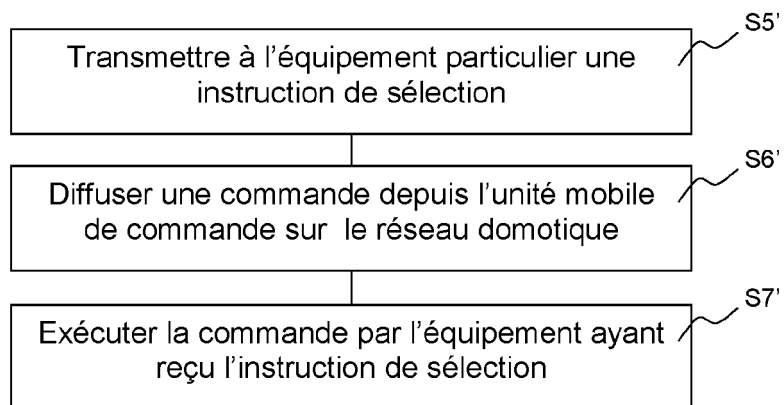 S5'
Transmettre à l'équipement particulier une
instruction de sélection
S6'
Diffuser une commande depuis l'unité mobile
de commande sur le réseau domotique
S7'
Exécuter la commande par l'équipement ayant
reçu l'instruction de sélection